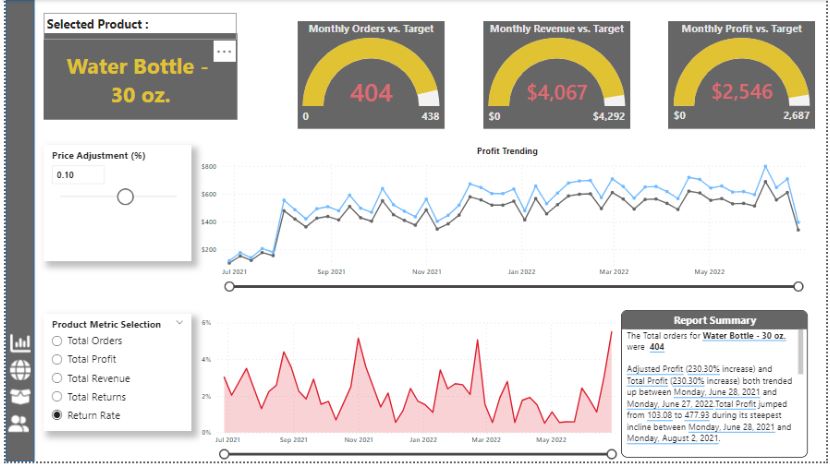 Selected Product :
...
Water Bottle -
30 oz.
Monthly Orders vs. Target
404
0
438
Monthly Revenue vs. Target
$4,067
$0
$4,292
Monthly Profit vs. Target
$2,546
$0
2,687
Price Adjustment (%)
0.10
Profit Trending
$800
$600
$400
$200
Jul 2021
Sep 2021
Nov 2021
Jan 2022
Mar 2022
May 2022
Product Metric Selection
Total Orders
Total Profit
Total Revenue
Total Returns
Return Rate
6%
4%
2%
0%
Jul 2021
Sep 2021
Nov 2021
Jan 2022
Mar 2022
May 2022
Report Summary
The Total orders for Water Bottle - 30 oz.
were 404
Adjusted Profit (230.30% increase) and
Total Profit (230.30% increase) both trended
up between Monday, June 28, 2021 and
Monday, June 27, 2022.Total Profit jumped
from 103.08 to 477.93 during its steepest
incline between Monday, June 28, 2021 and
Monday, August 2, 2021.